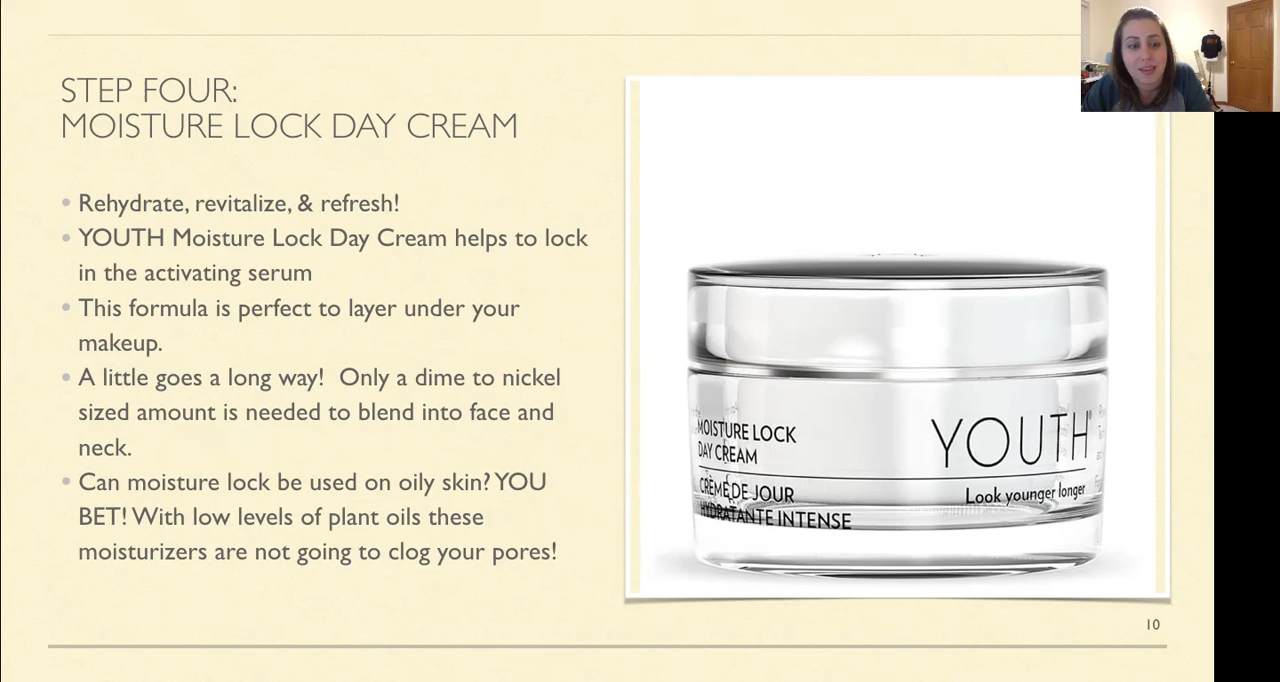 STEP FOUR:
MOISTURE LOCK DAY CREAM
Rehydrate, revitalize, & refresh!
YOUTH Moisture Lock Day Cream helps to lock
in the activating serum
This formula is perfect to layer under your
makeup.
A little goes a long way! Only a dime to nickel
sized amount is needed to blend into face and
neck.
Can moisture lock be used on oily skin? YOU
BET! With low levels of plant oils these
moisturizers are not going to clog your pores!
MOISTURE LOCK
DAY CREAM
CRÈME DE JOUR
HYDRATANTE INTENSE
YOUTH
Look younger longer
10